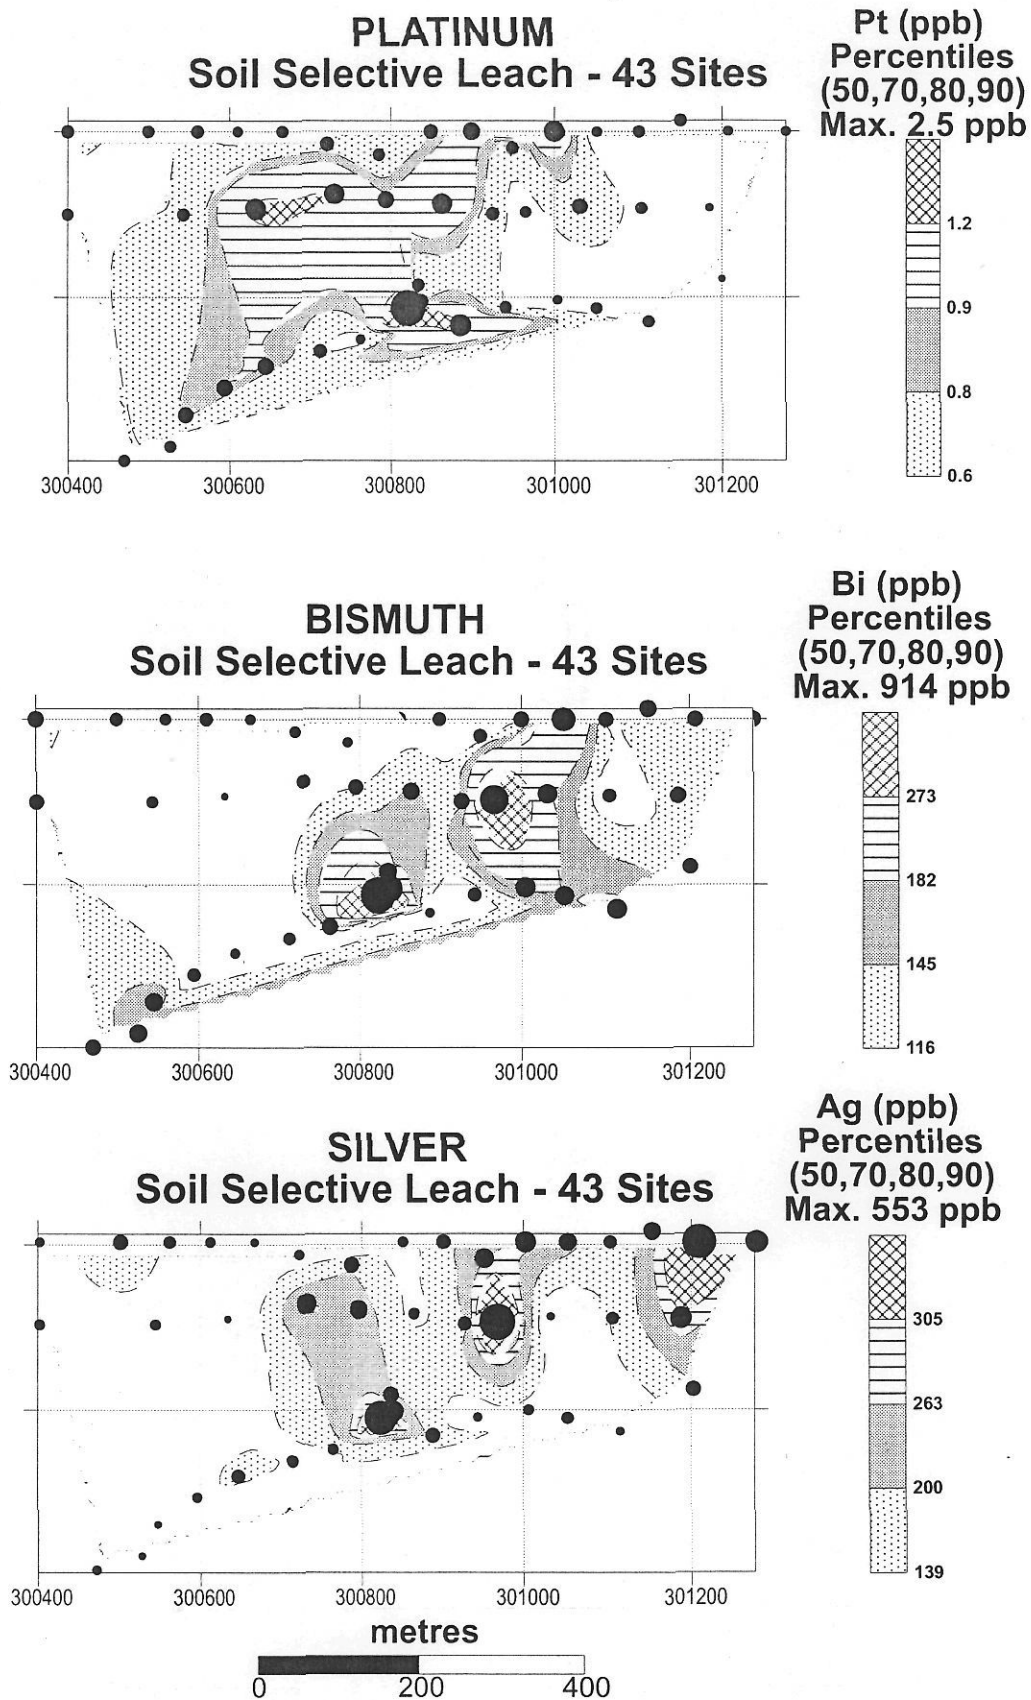 PLATINUM
Soil Selective Leach - 43 Sites
Pt (ppb)
Percentiles
(50,70,80,90)
Max. 2.5 ppb
1.2
0.9
0.8
0.6
300400
300600
300800
301000
301200
BISMUTH
Soil Selective Leach - 43 Sites
Bi (ppb)
Percentiles
(50,70,80,90)
Max. 914 ppb
273
182
145
116
300400
300600
300800
301000
301200
SILVER
Soil Selective Leach - 43 Sites
Ag (ppb)
Percentiles
(50,70,80,90)
Max. 553 ppb
305
263
200
139
300400
300600
300800
301000
301200
metres
0
200
400